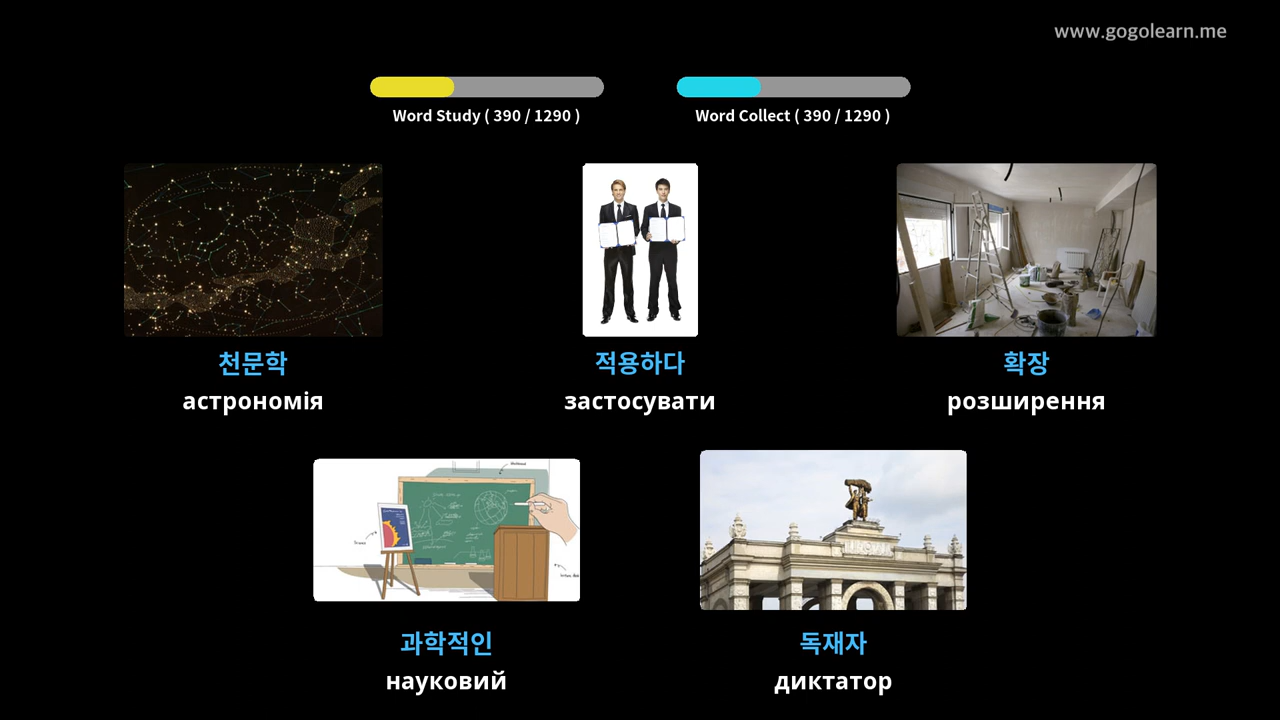 www.gogolearn.me
Word Study ( 390 / 1290 )
Word Collect ( 390 / 1290 )
천문학
астрономія
적용하다
застосувати
확장
розширення
과학적인
науковий
독재자
диктатор